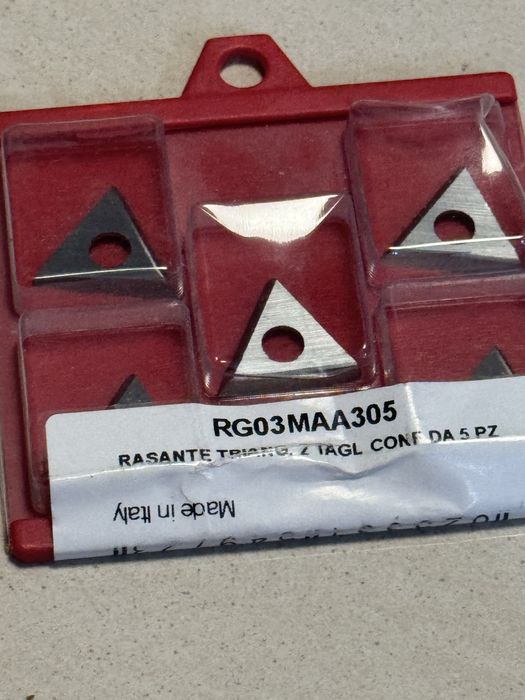 RG03MAA305
RASANTE TRIANG. 2 TAGL CONF DA 5 PZ
Made in Italy